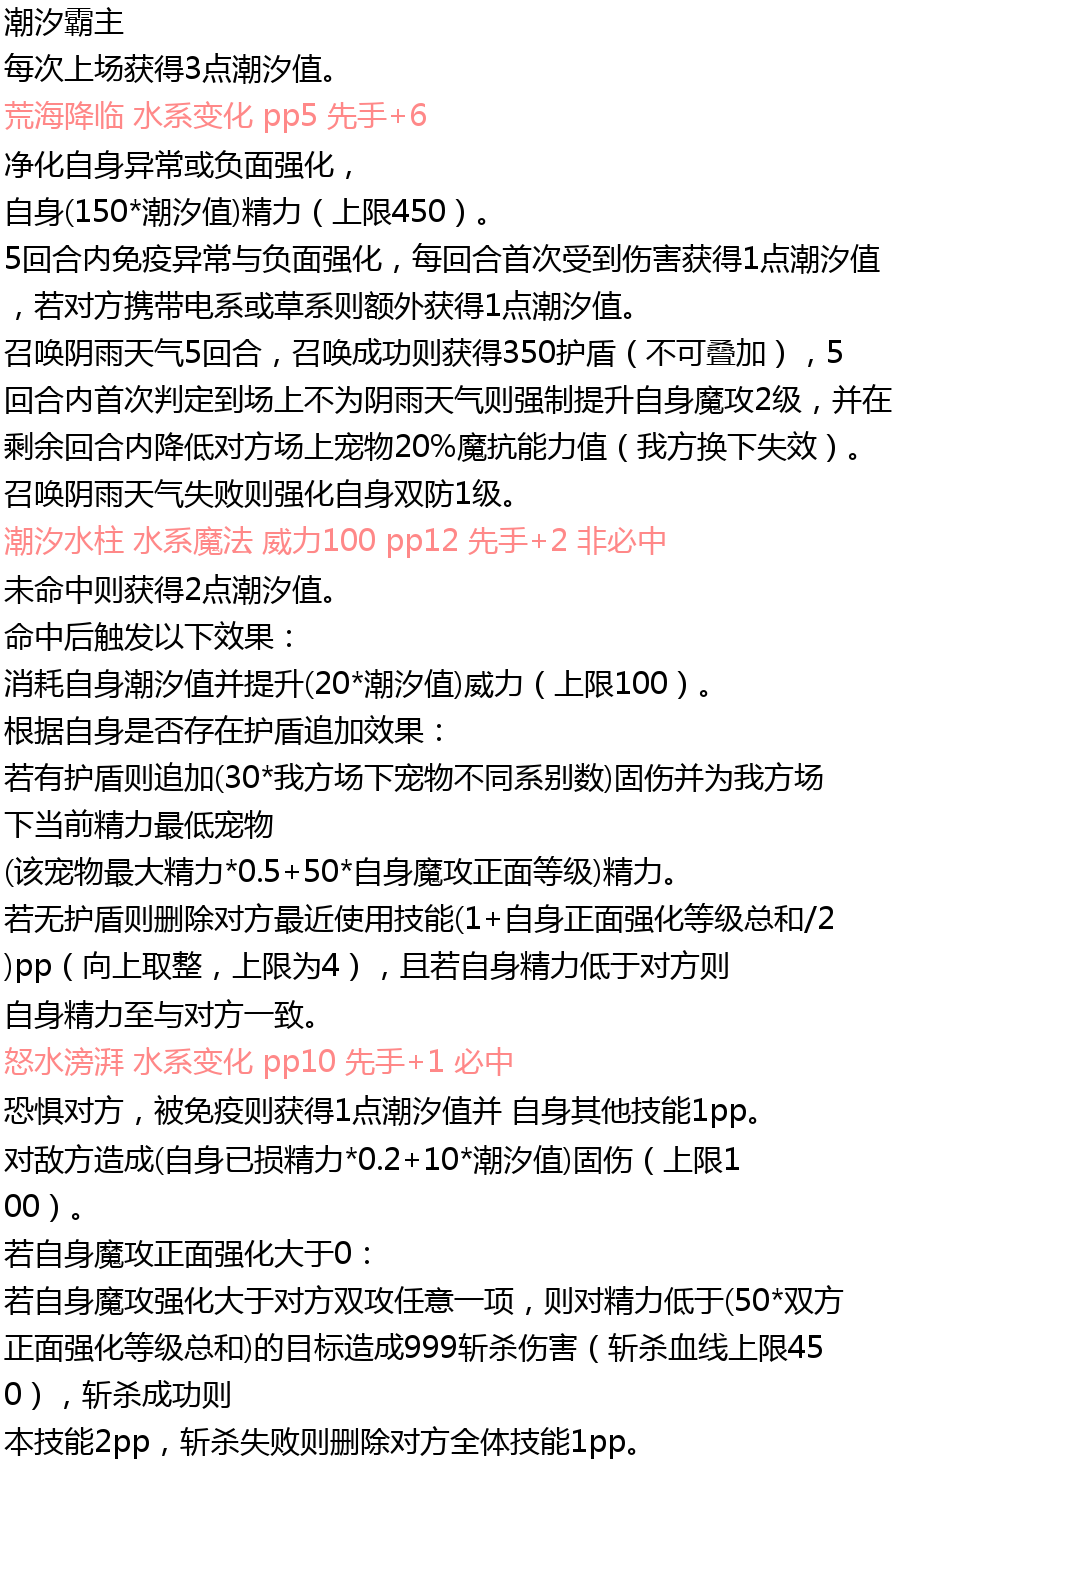 潮汐霸主
每次上场获得3点潮汐值。
荒海降临 水系变化 pp5 先手+6
净化自身异常或负面强化，
自身(150*潮汐值)精力（上限450）。
5回合内免疫异常与负面强化，每回合首次受到伤害获得1点潮汐值
，若对方携带电系或草系则额外获得1点潮汐值。
召唤阴雨天气5回合，召唤成功则获得350护盾（不可叠加），5
回合内首次判定到场上不为阴雨天气则强制提升自身魔攻2级，并在
剩余回合内降低对方场上宠物20%魔抗能力值（我方换下失效）。
召唤阴雨天气失败则强化自身双防1级。
潮汐水柱 水系魔法 威力100 pp12 先手+2 非必中
未命中则获得2点潮汐值。
命中后触发以下效果：
消耗自身潮汐值并提升(20*潮汐值)威力（上限100）。
根据自身是否存在护盾追加效果：
若有护盾则追加(30*我方场下宠物不同系别数)固伤并为我方场
下当前精力最低宠物
(该宠物最大精力*0.5+50*自身魔攻正面等级)精力。
若无护盾则删除对方最近使用技能(1+自身正面强化等级总和/2
)pp（向上取整，上限为4），且若自身精力低于对方则
自身精力至与对方一致。
怒水滂湃 水系变化 pp10 先手+1 必中
恐惧对方，被免疫则获得1点潮汐值并 自身其他技能1pp。
对敌方造成(自身已损精力*0.2+10*潮汐值)固伤（上限1
00）。
若自身魔攻正面强化大于0：
若自身魔攻强化大于对方双攻任意一项，则对精力低于(50*双方
正面强化等级总和)的目标造成999斩杀伤害（斩杀血线上限45
0），斩杀成功则
本技能2pp，斩杀失败则删除对方全体技能1pp。